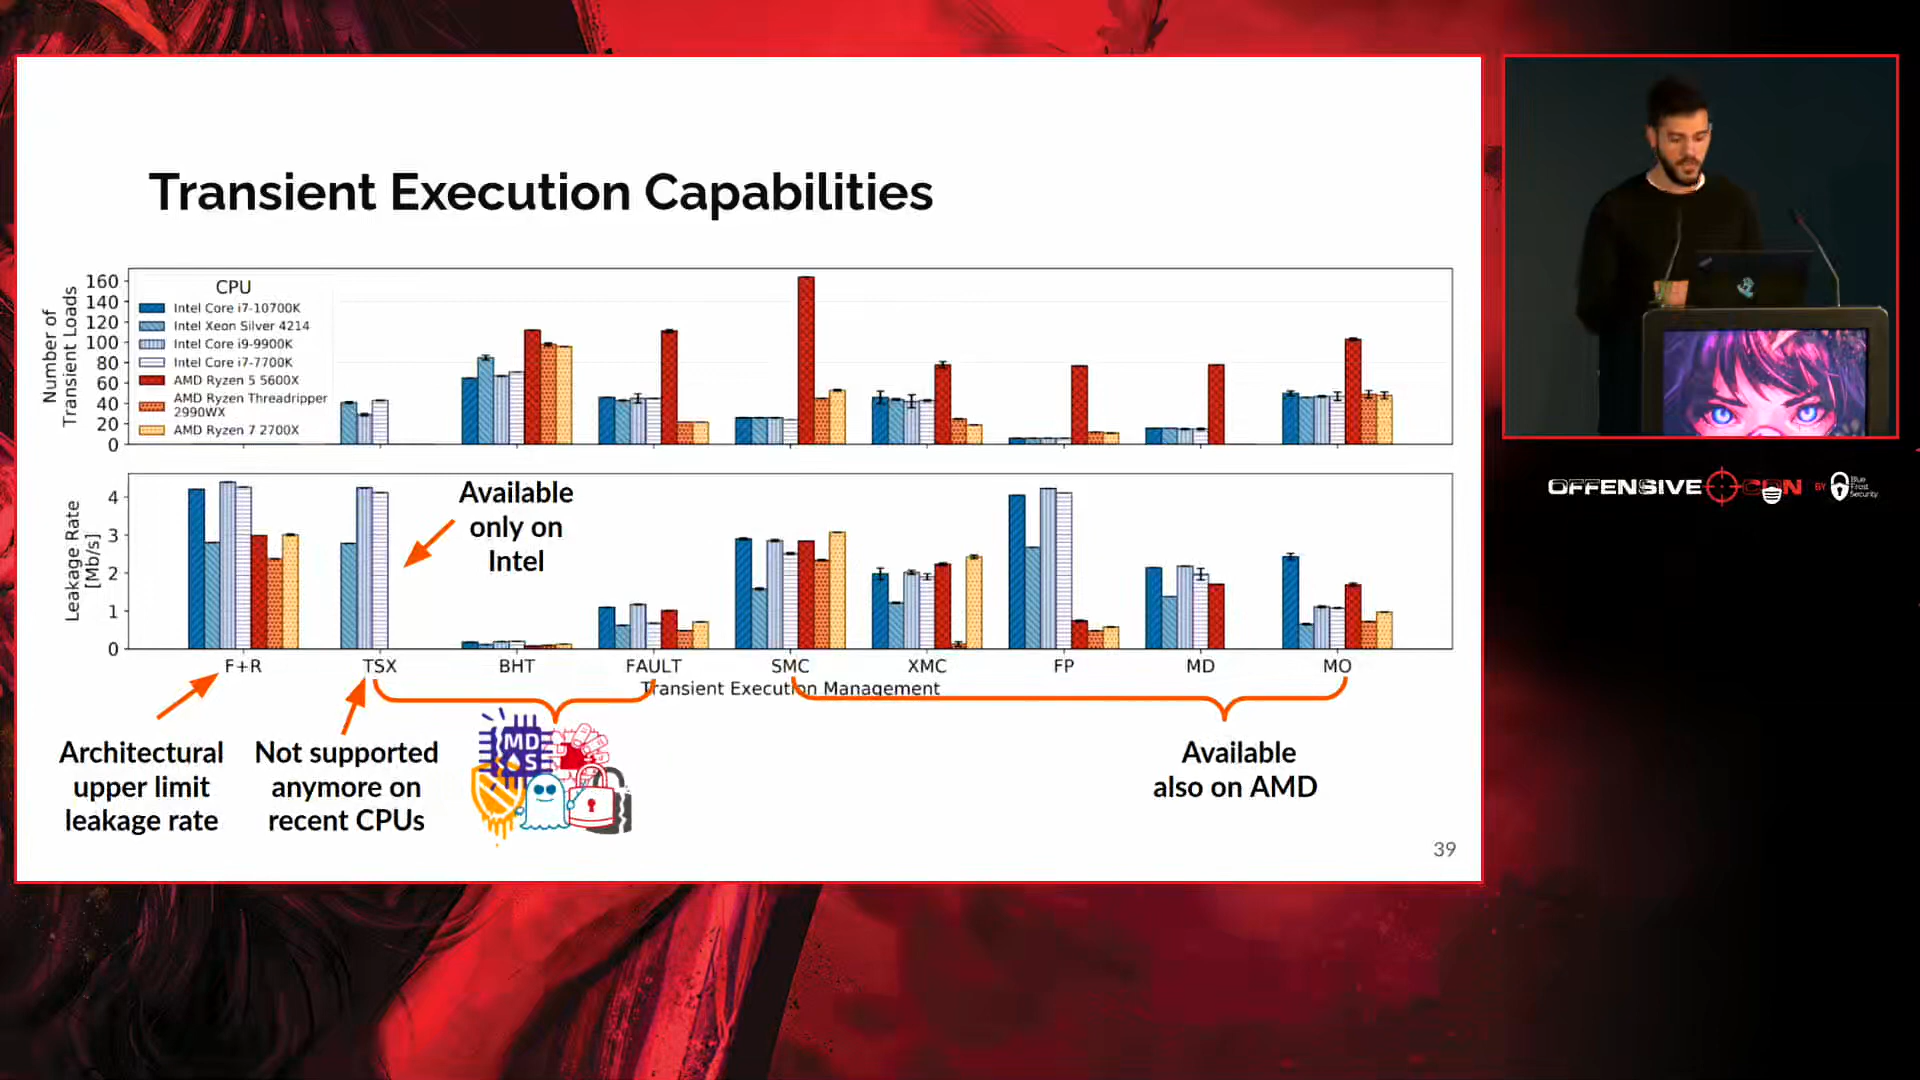 Transient Execution Capabilities
Number of
Transient Loads
160
140
120
100
80
60
40
20
0
CPU
Intel Core i7-10700K
Intel Xeon Silver 4214
Intel Core i9-9900K
Intel Core i7-7700K
AMD Ryzen 5 5600X
AMD Ryzen Threadripper
2990WX
AMD Ryzen 7 2700X
Leakage Rate
[Mb/s]
4
3
2
1
0
Available
only on
Intel
F+R
TSX
BHT
FAULT
SMC
XMC
FP
MD
MO
Transient Execution Management
Architectural
upper limit
leakage rate
Not supported
anymore on
recent CPUs
MD
S
Available
also on AMD
39
OFFENSIVE CON
BY
Blue
Frost
Security